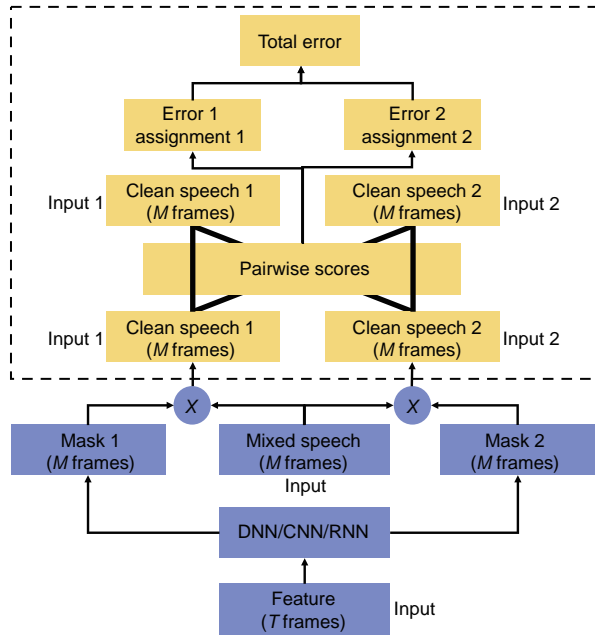 Total error
Error 1
assignment 1
Error 2
assignment 2
Input 1
Clean speech 1
(M frames)
Clean speech 2
(M frames)
Input 2
Pairwise scores
Input 1
Clean speech 1
(M frames)
Clean speech 2
(M frames)
Input 2
X
X
Mask 1
(M frames)
Mixed speech
(M frames)
Mask 2
(M frames)
Input
DNN/CNN/RNN
Feature
(T frames)
Input